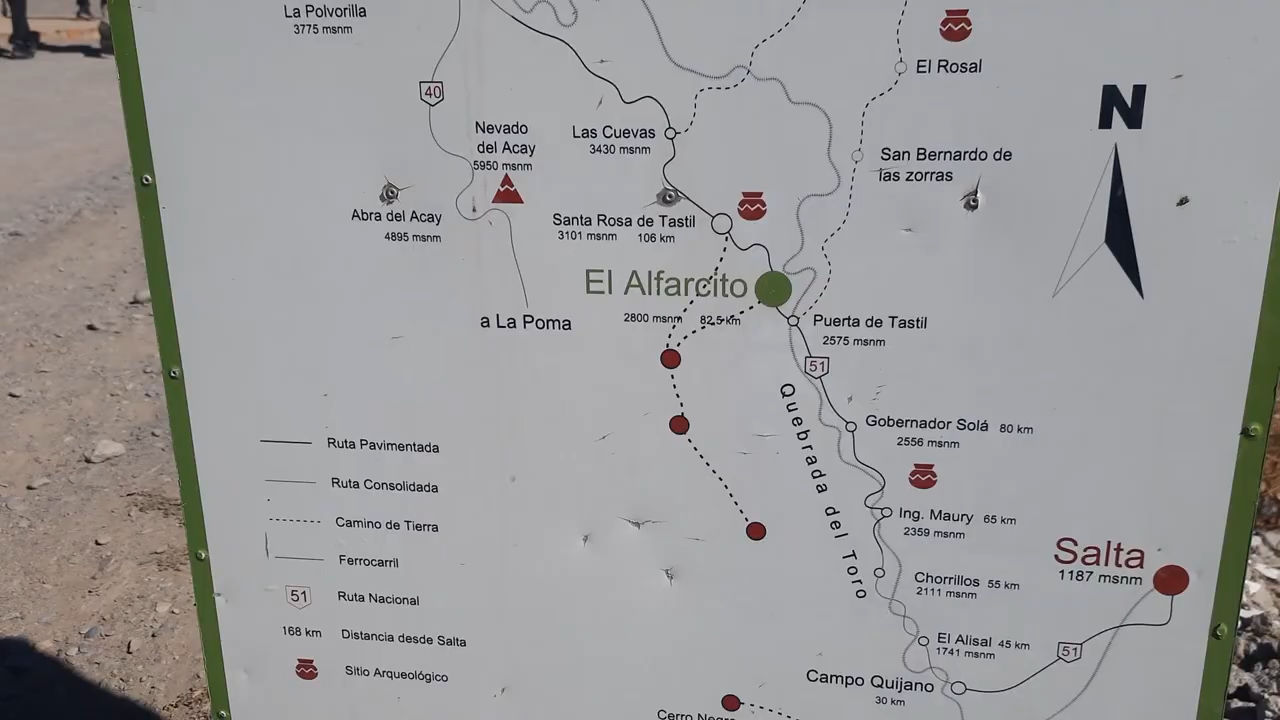 La Polvorilla
3775 msnm
El Rosal
40
N
Nevado
del Acay
5950 msnm
Las Cuevas
3430 msnm
San Bernardo de
las zorras
Abra del Acay
4895 msnm
Santa Rosa de Tastil
3101 msnm 106 km
El Alfarcito
2800 msnm 82.5 km
a La Poma
Puerta de Tastil
2575 msnm
51
Quebrada del Toro
Gobernador Solá 80 km
2556 msnm
Ing. Maury 65 km
2359 msnm
Salta
1187 msnm
Chorrillos 55 km
2111 msnm
El Alisal 45 km
1741 msnm
51
Campo Quijano
30 km
Ruta Pavimentada
Ruta Consolidada
Camino de Tierra
Ferrocarril
51 Ruta Nacional
168 km Distancia desde Salta
Sitio Arqueológico
Cerro